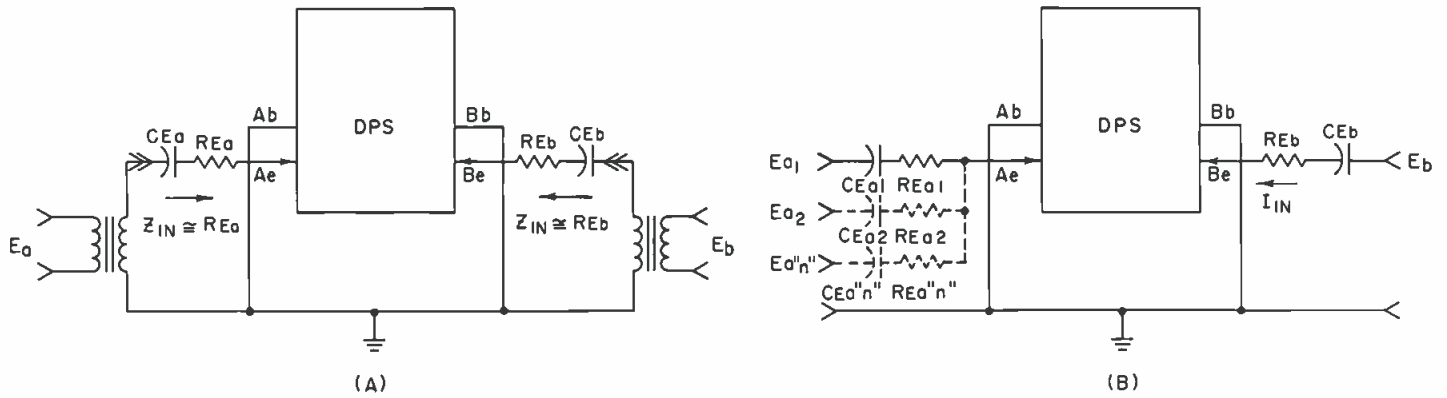 Ab
Bb
DPS
CEa
REa
REb
CEb
Ae
Be
ZIN ≅ REa
ZIN ≅ REb
Ea
Eb
(A)
Ab
Bb
DPS
REb
CEb
Ea1
Ae
Be
Eb
CEa1
REa1
IIN
Ea2
CEa2
REa2
Ea"n"
CEa"n"
REa"n"
(B)